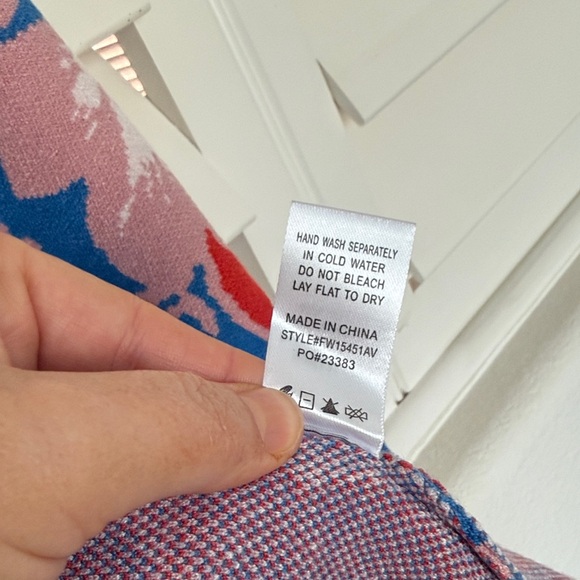 HAND WASH SEPARATELY
IN COLD WATER
DO NOT BLEACH
LAY FLAT TO DRY
MADE IN CHINA
STYLE#FW15451AV
PO#23383